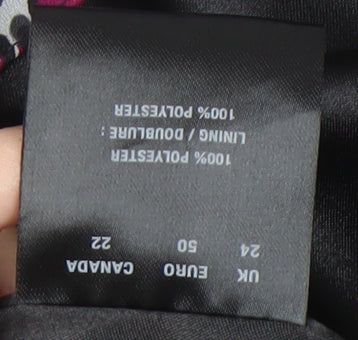 UK EURO CANADA
24 50 22
100% POLYESTER
LINING / DOUBLURE :
100% POLYESTER